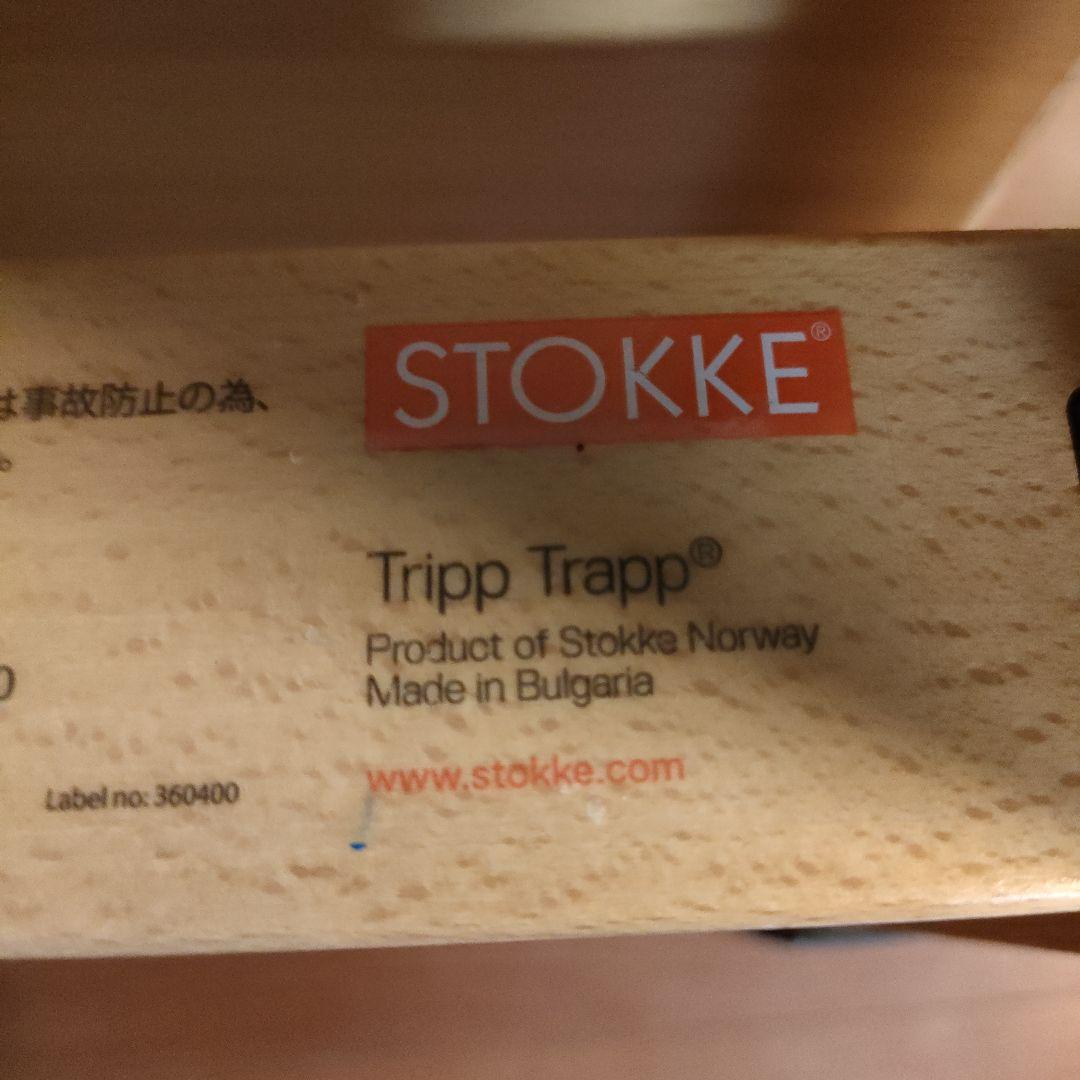 は事故防止の為、
。
0
Label no: 360400
STOKKE®
Tripp Trapp®
Product of Stokke Norway
Made in Bulgaria
www.stokke.com